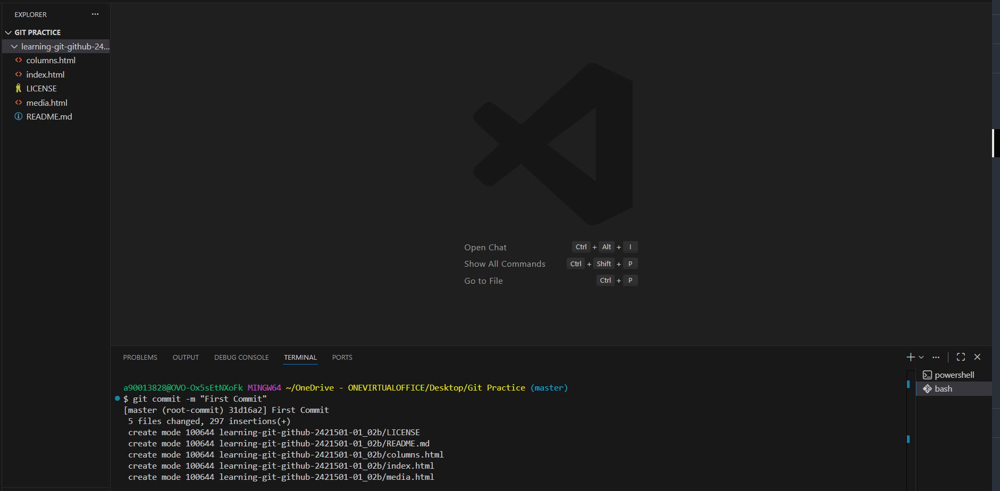 EXPLORER
GIT PRACTICE
learning-git-github-24...
columns.html
index.html
LICENSE
media.html
README.md
Open Chat Ctrl + Alt + I
Show All Commands Ctrl + Shift + P
Go to File Ctrl + P
PROBLEMS OUTPUT DEBUG CONSOLE TERMINAL PORTS
a90013828@OVO-Ox5sEtNXoFk MINGW64 ~/OneDrive - ONEVIRTUALOFFICE/Desktop/Git Practice (master)
$ git commit -m "First Commit"
[master (root-commit) 31d16a2] First Commit
5 files changed, 297 insertions(+)
create mode 100644 learning-git-github-2421501-01_02b/LICENSE
create mode 100644 learning-git-github-2421501-01_02b/README.md
create mode 100644 learning-git-github-2421501-01_02b/columns.html
create mode 100644 learning-git-github-2421501-01_02b/index.html
create mode 100644 learning-git-github-2421501-01_02b/media.html
powershell
bash